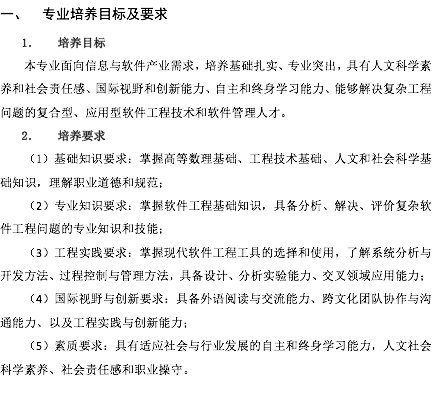 一、 专业培养目标及要求
1. 培养目标
本专业面向信息与软件产业需求，培养基础扎实、专业突出，具有人文科学素
养和社会责任感、国际视野和创新能力、自主和终身学习能力、能够解决复杂工程
问题的复合型、应用型软件工程技术和软件管理人才。
2. 培养要求
（1）基础知识要求：掌握高等数理基础、工程技术基础、人文和社会科学基
础知识，理解职业道德和规范；
（2）专业知识要求：掌握软件工程基础知识，具备分析、解决、评价复杂软
件工程问题的专业知识和技能；
（3）工程实践要求：掌握现代软件工程工具的选择和使用，了解系统分析与
开发方法、过程控制与管理方法，具备设计、分析实验能力、交叉领域应用能力；
（4）国际视野与创新要求：具备外语阅读与交流能力、跨文化团队协作与沟
通能力、以及工程实践与创新能力；
（5）素质要求：具有适应社会与行业发展的自主和终身学习能力，人文社会
科学素养、社会责任感和职业操守。